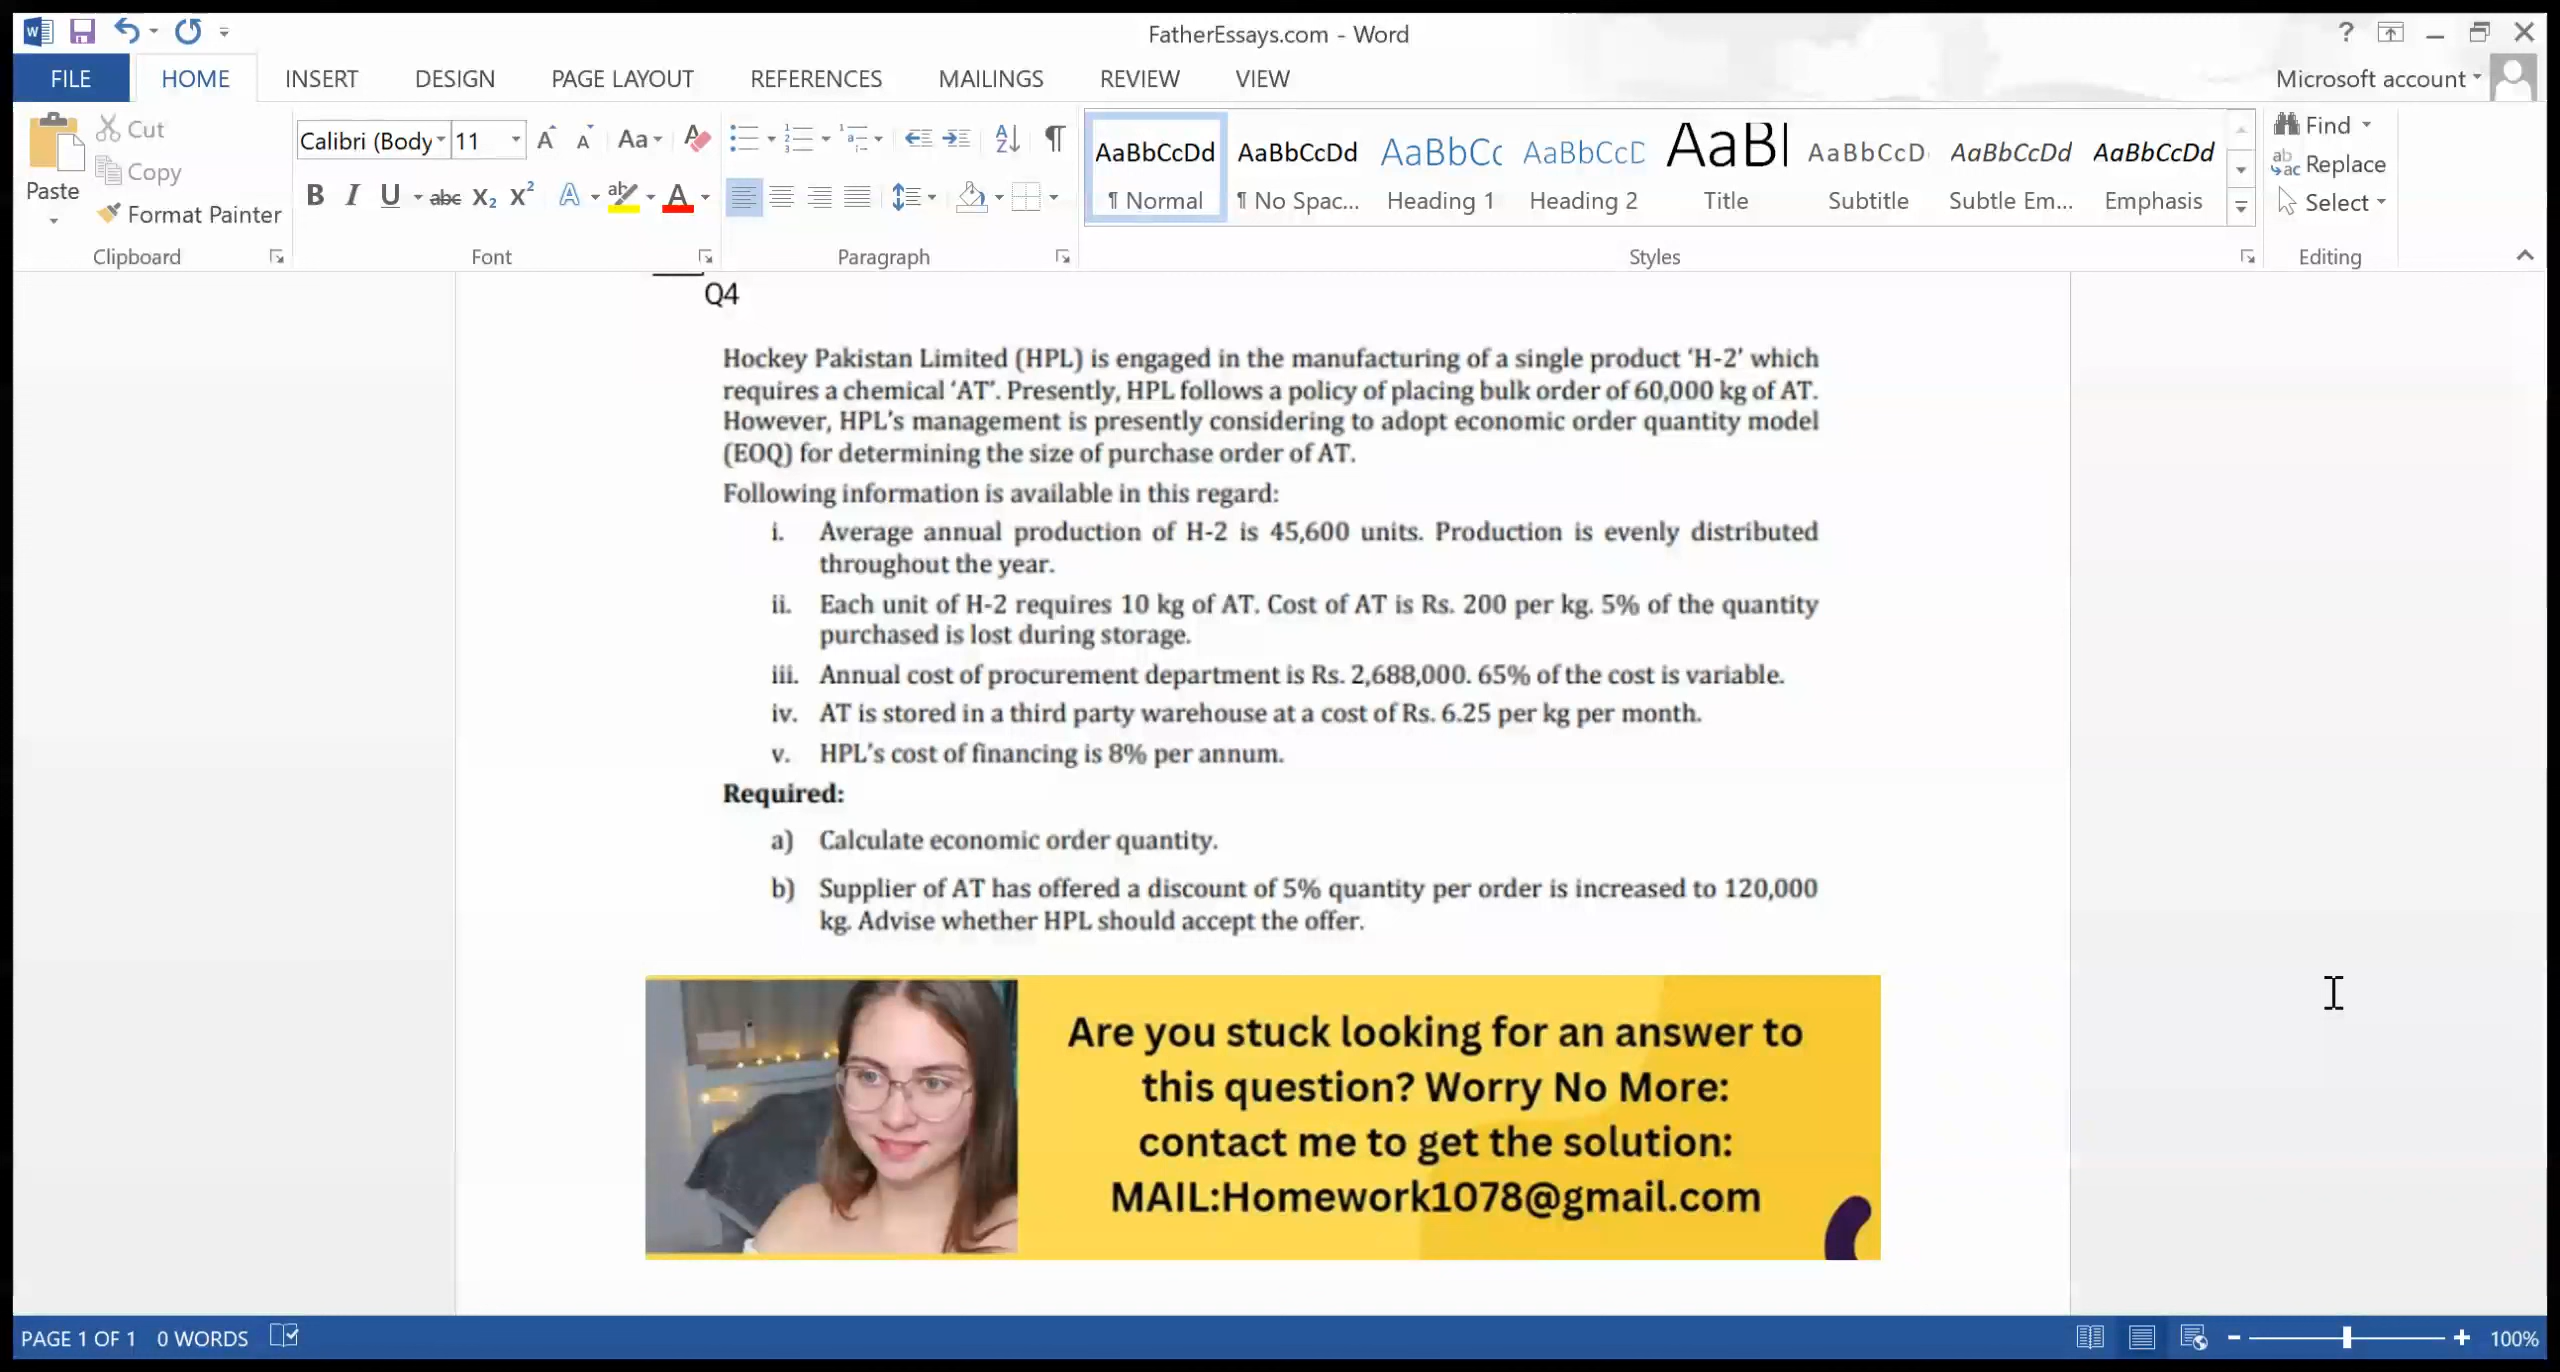 FatherEssays.com - Word
?
FILE HOME INSERT DESIGN PAGE LAYOUT REFERENCES MAILINGS REVIEW VIEW
Microsoft account
Paste
Cut
Copy
Format Painter
Clipboard
Calibri (Body 11
Font
Paragraph
AaBbCcDd AaBbCcDd AaBbCc AaBbCcD AaBl AaBbCcD AaBbCcDd AaBbCcDd
¶ Normal ¶ No Spac... Heading 1 Heading 2 Title Subtitle Subtle Em... Emphasis
Styles
Find
Replace
Select
Editing
Q4
Hockey Pakistan Limited (HPL) is engaged in the manufacturing of a single product ‘H-2’ which
requires a chemical ‘AT’. Presently, HPL follows a policy of placing bulk order of 60,000 kg of AT.
However, HPL’s management is presently considering to adopt economic order quantity model
(EOQ) for determining the size of purchase order of AT.
Following information is available in this regard:
i. Average annual production of H-2 is 45,600 units. Production is evenly distributed
throughout the year.
ii. Each unit of H-2 requires 10 kg of AT. Cost of AT is Rs. 200 per kg. 5% of the quantity
purchased is lost during storage.
iii. Annual cost of procurement department is Rs. 2,688,000. 65% of the cost is variable.
iv. AT is stored in a third party warehouse at a cost of Rs. 6.25 per kg per month.
v. HPL’s cost of financing is 8% per annum.
Required:
a) Calculate economic order quantity.
b) Supplier of AT has offered a discount of 5% quantity per order is increased to 120,000
kg. Advise whether HPL should accept the offer.
Are you stuck looking for an answer to
this question? Worry No More:
contact me to get the solution:
MAIL:Homework1078@gmail.com
PAGE 1 OF 1 0 WORDS
100%